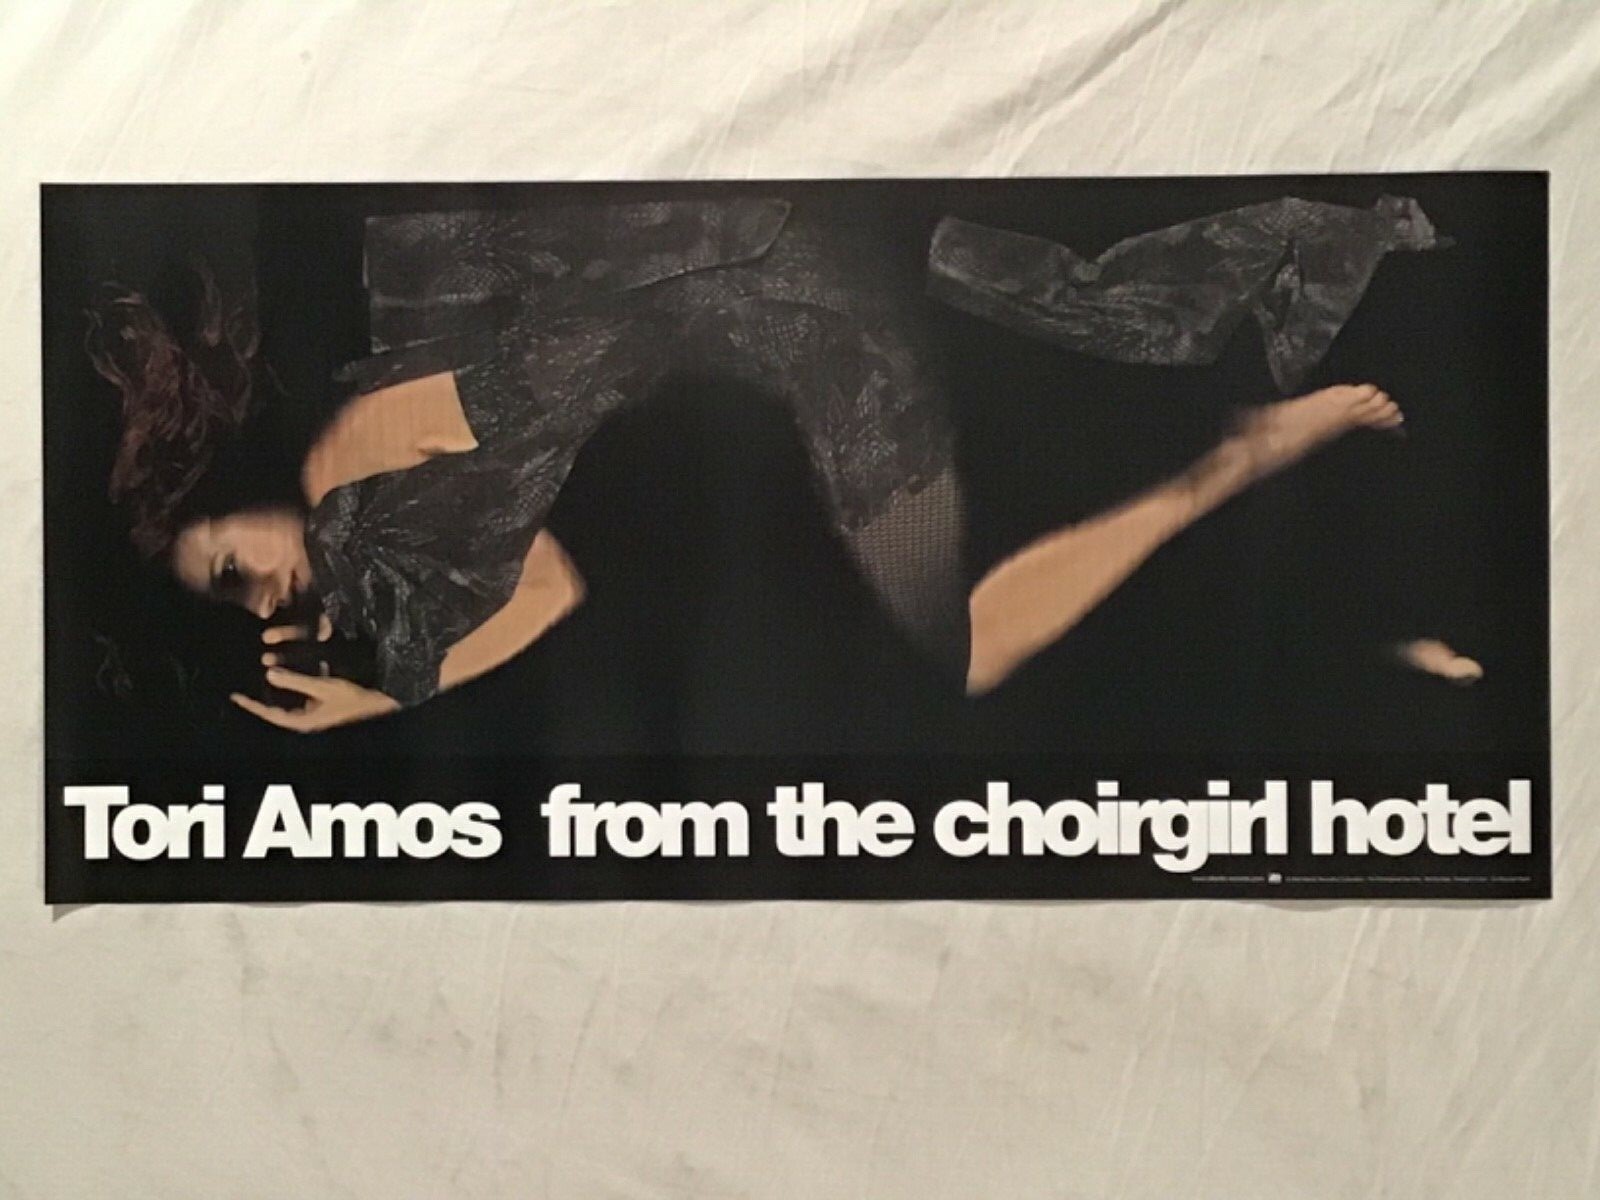 Tori Amos from the choirgirl hotel